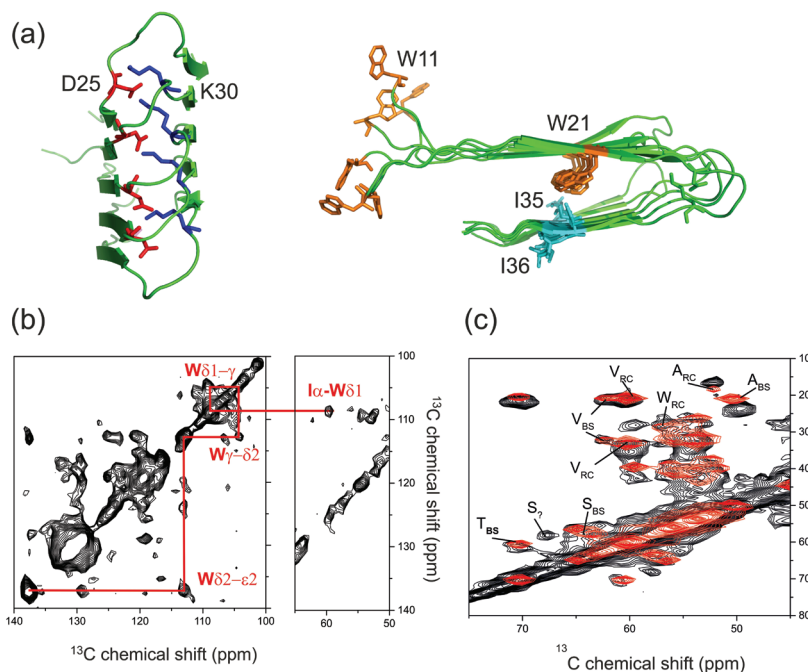 (a)
D25
K30
W11
W21
I35
I36
(b)
Wδ1–γ
Iα-Wδ1
Wγ–δ2
Wδ2–ε2
100
110
120
130
140
140 130 120 110 100
60
¹³C chemical shift (ppm)
¹³C chemical shift (ppm)
(c)
V_RC
A_RC
A_BS
W_RC
V_BS
V_RC
S_?
S_BS
T_BS
10
20
30
40
50
60
70
80
70 60 50
¹³C chemical shift (ppm)